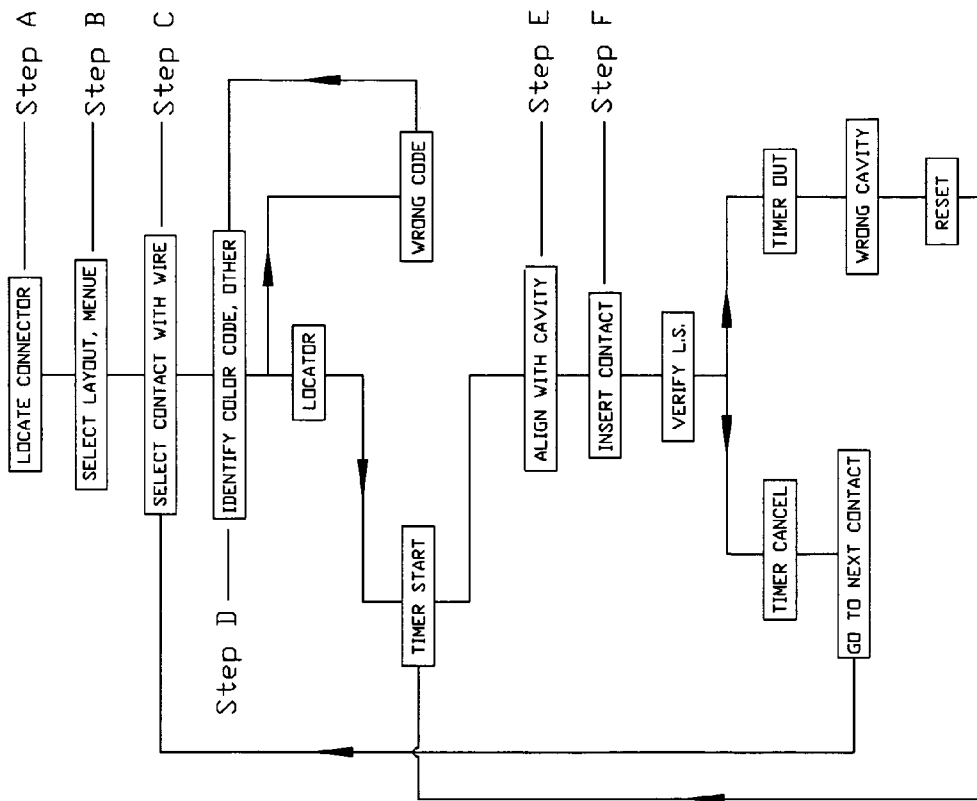 LOCATE CONNECTOR
Step A
SELECT LAYOUT, MENUE
Step B
SELECT CONTACT WITH WIRE
Step C
Step D
IDENTIFY COLOR CODE, OTHER
LOCATOR
WRONG CODE
TIMER START
ALIGN WITH CAVITY
Step E
INSERT CONTACT
Step F
VERIFY L.S.
TIMER CANCEL
TIMER OUT
GO TO NEXT CONTACT
WRONG CAVITY
RESET